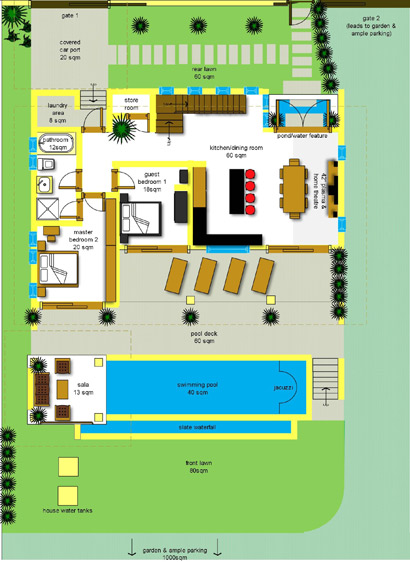 gate 1
gate 2
(leads to garden &
ample parking)
covered
car port
20 sqm
rear lawn
60 sqm
laundry
area
8 sqm
store
room
pond/water feature
bathroom
12sqm
kitchen/dining room
60 sqm
guest
bedroom 1
18sqm
42" plasma &
home theatre
master
bedroom 2
20 sqm
pool deck
60 sqm
sala
13 sqm
swimming pool
40 sqm
jacuzzi
slate waterfall
front lawn
80sqm
house water tanks
garden & ample parking
1000sqm